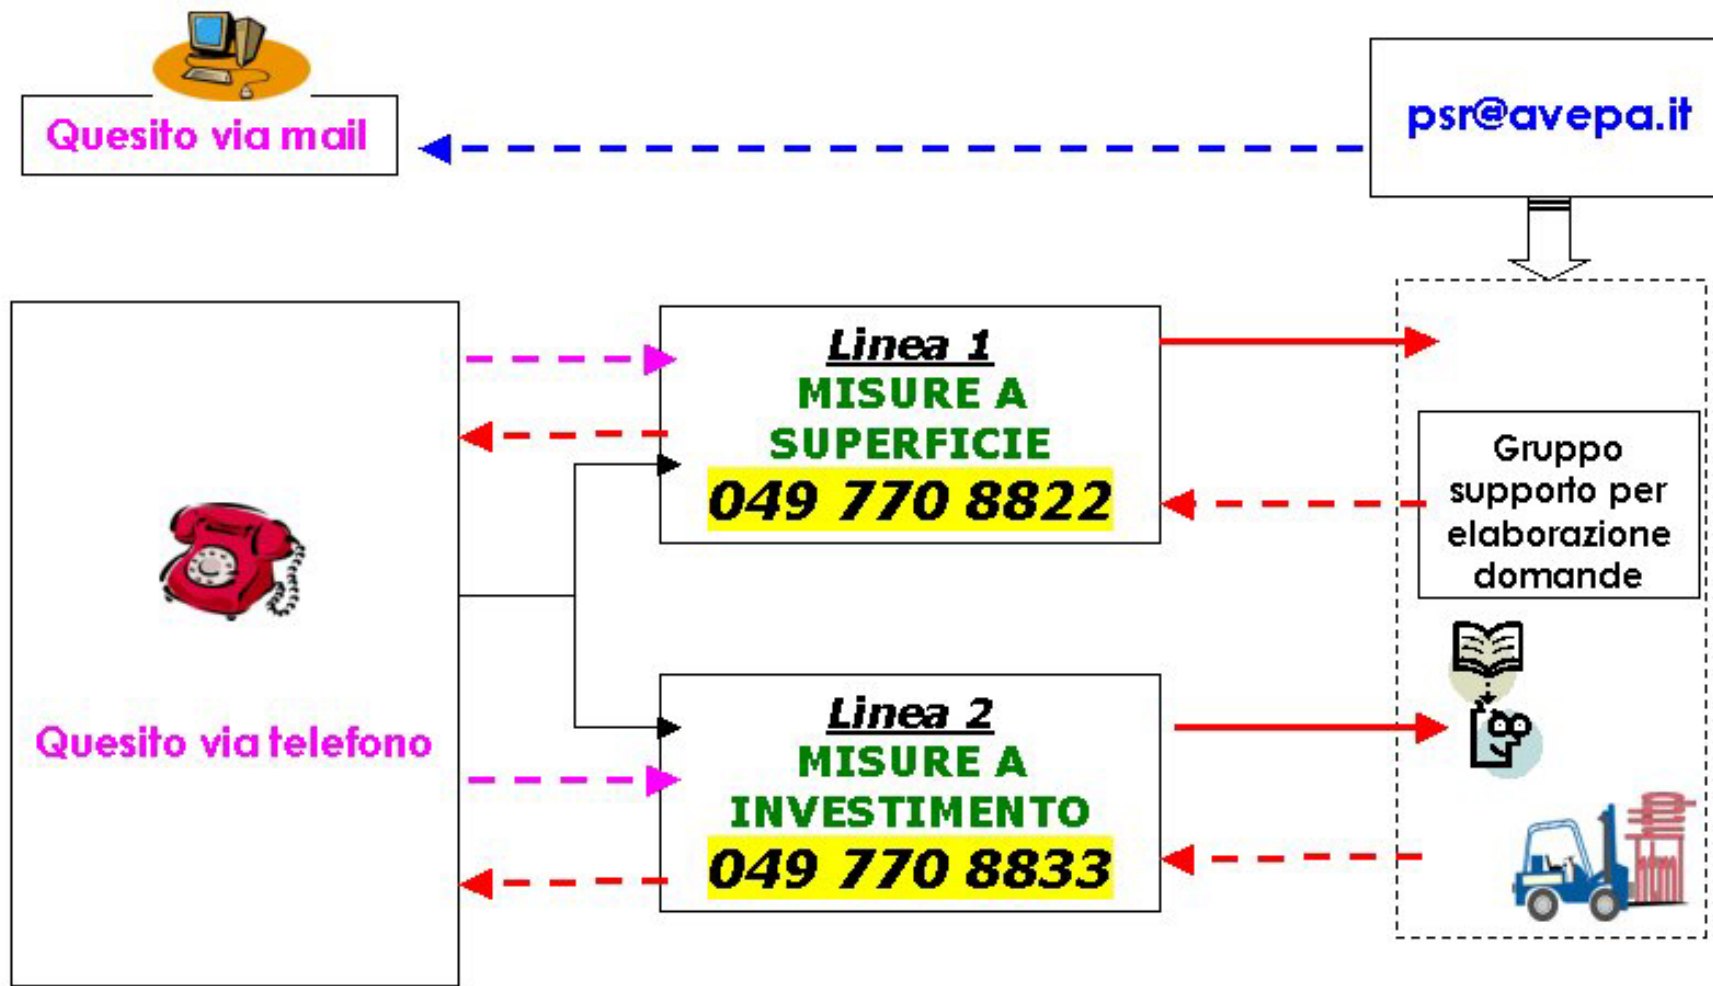 Quesito via mail
psr@avepa.it
Linea 1
MISURE A
SUPERFICIE
049 770 8822
Gruppo
supporto per
elaborazione
domande
Quesito via telefono
Linea 2
MISURE A
INVESTIMENTO
049 770 8833